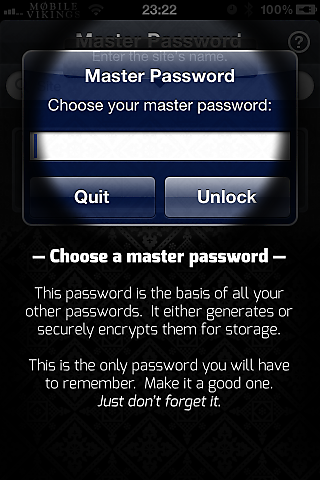 MØBILE VIKINGS 23:22 100%
Master Password
?
Enter the site's name.
Master Password
Choose your master password:
Quit Unlock
— Choose a master password —
This password is the basis of all your
other passwords. It either generates or
securely encrypts them for storage.
This is the only password you will have
to remember. Make it a good one.
Just don't forget it.